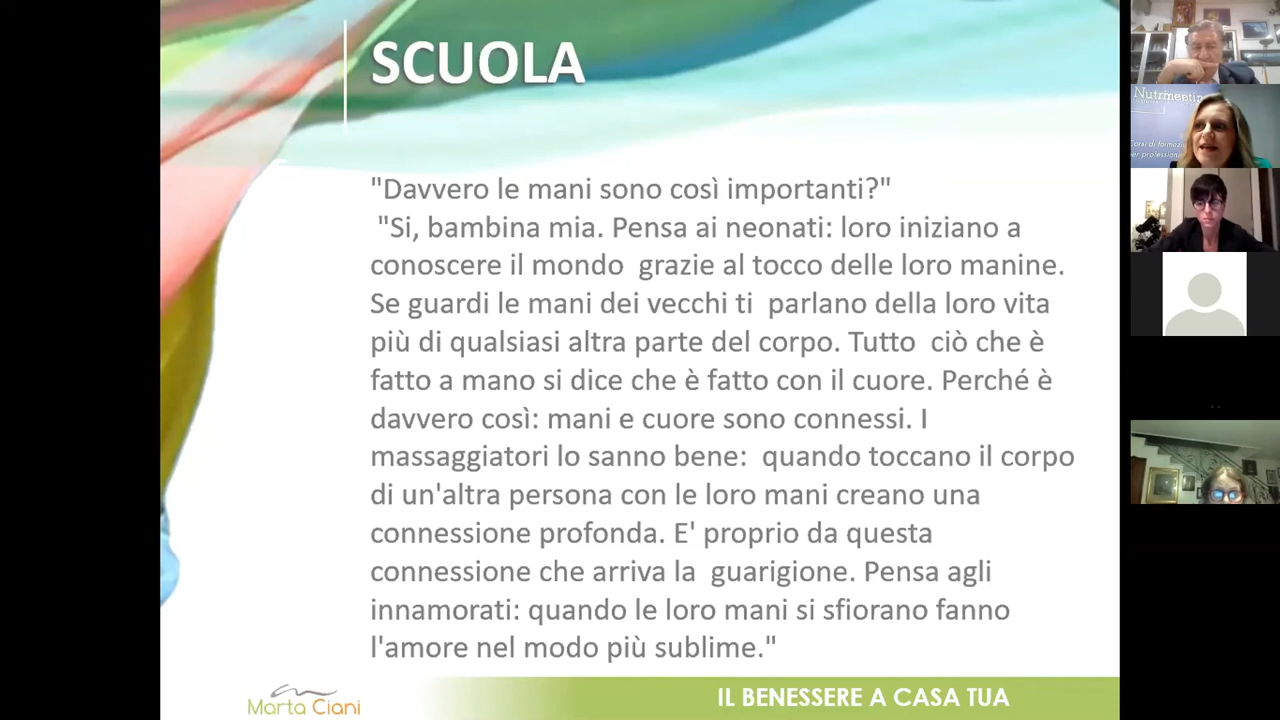 SCUOLA
"Davvero le mani sono così importanti?"
"Si, bambina mia. Pensa ai neonati: loro iniziano a
conoscere il mondo grazie al tocco delle loro manine.
Se guardi le mani dei vecchi ti parlano della loro vita
più di qualsiasi altra parte del corpo. Tutto ciò che è
fatto a mano si dice che è fatto con il cuore. Perché è
davvero così: mani e cuore sono connessi. I
massaggiatori lo sanno bene: quando toccano il corpo
di un'altra persona con le loro mani creano una
connessione profonda. E' proprio da questa
connessione che arriva la guarigione. Pensa agli
innamorati: quando le loro mani si sfiorano fanno
l'amore nel modo più sublime."
Marta Ciani
IL BENESSERE A CASA TUA
Nutrimeeting